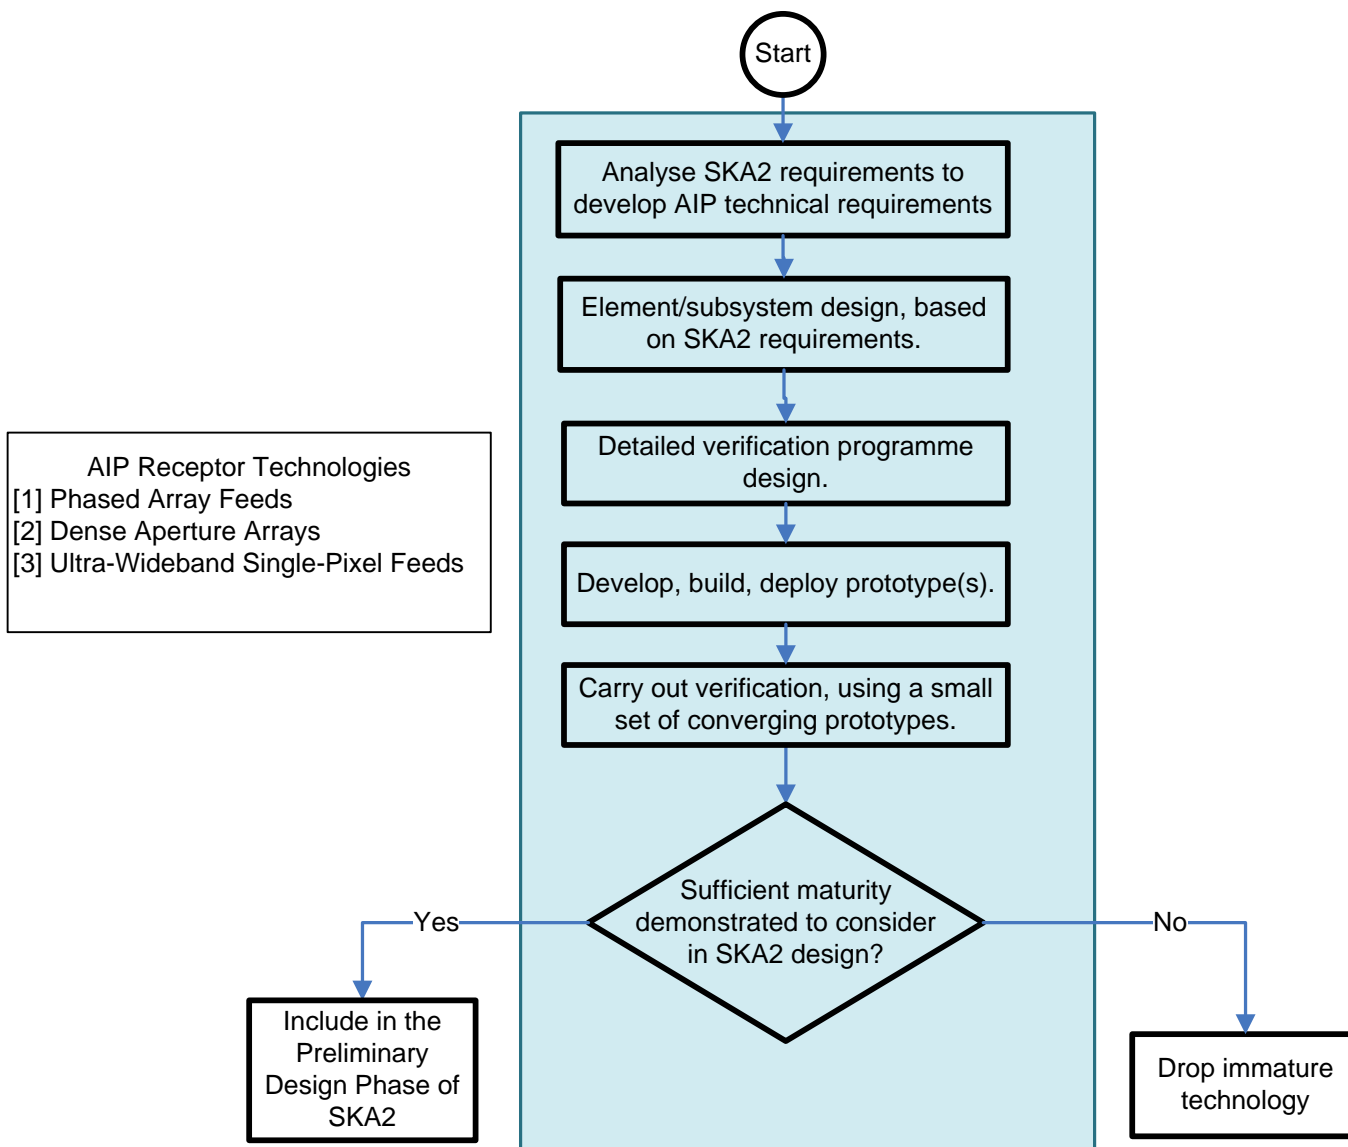 Start
Analyse SKA2 requirements to
develop AIP technical requirements
Element/subsystem design, based
on SKA2 requirements.
Detailed verification programme
design.
AIP Receptor Technologies
[1] Phased Array Feeds
[2] Dense Aperture Arrays
[3] Ultra-Wideband Single-Pixel Feeds
Develop, build, deploy prototype(s).
Carry out verification, using a small
set of converging prototypes.
Sufficient maturity
demonstrated to consider
in SKA2 design?
Yes
No
Include in the
Preliminary
Design Phase of
SKA2
Drop immature
technology